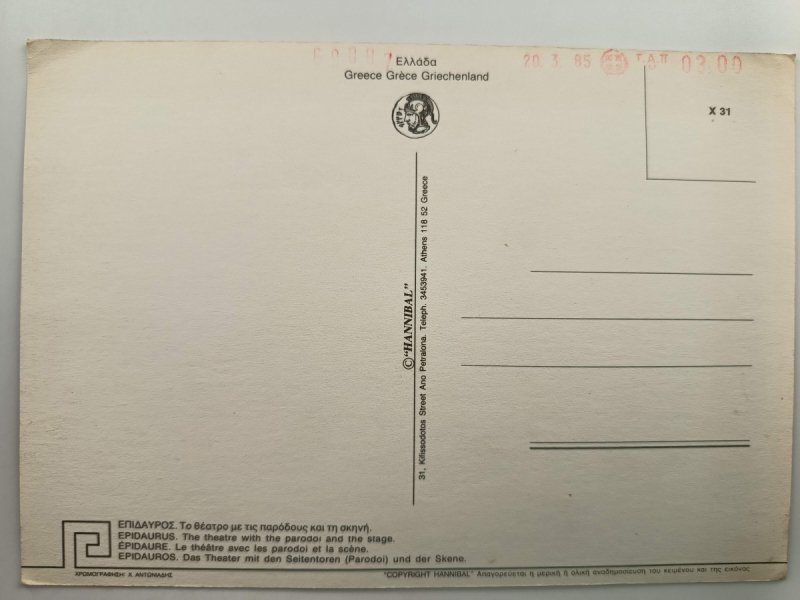 Ελλάδα
Greece Grèce Griechenland
20. 3. 85 Τ.Α.Π 03.00
X 31
©"HANNIBAL"
31, Kifissodotos Street Ano Petralona. Teleph. 3453941. Athens 118 52 Greece
ΕΠΙΔΑΥΡΟΣ. Το θέατρο με τις παρόδους και τη σκηνή.
EPIDAURUS. The theatre with the parodoi and the stage.
ÉPIDAURE. Le théâtre avec les parodoi et la scène.
EPIDAUROS. Das Theater mit den Seitentoren (Parodoi) und der Skene.
ΧΡΩΜΟΓΡΑΦΗΣΗ: Χ. ΑΝΤΩΝΙΑΔΗΣ
"COPYRIGHT HANNIBAL" Απαγορεύεται η μερική ή ολική αναδημοσίευση του κειμένου και της εικόνος